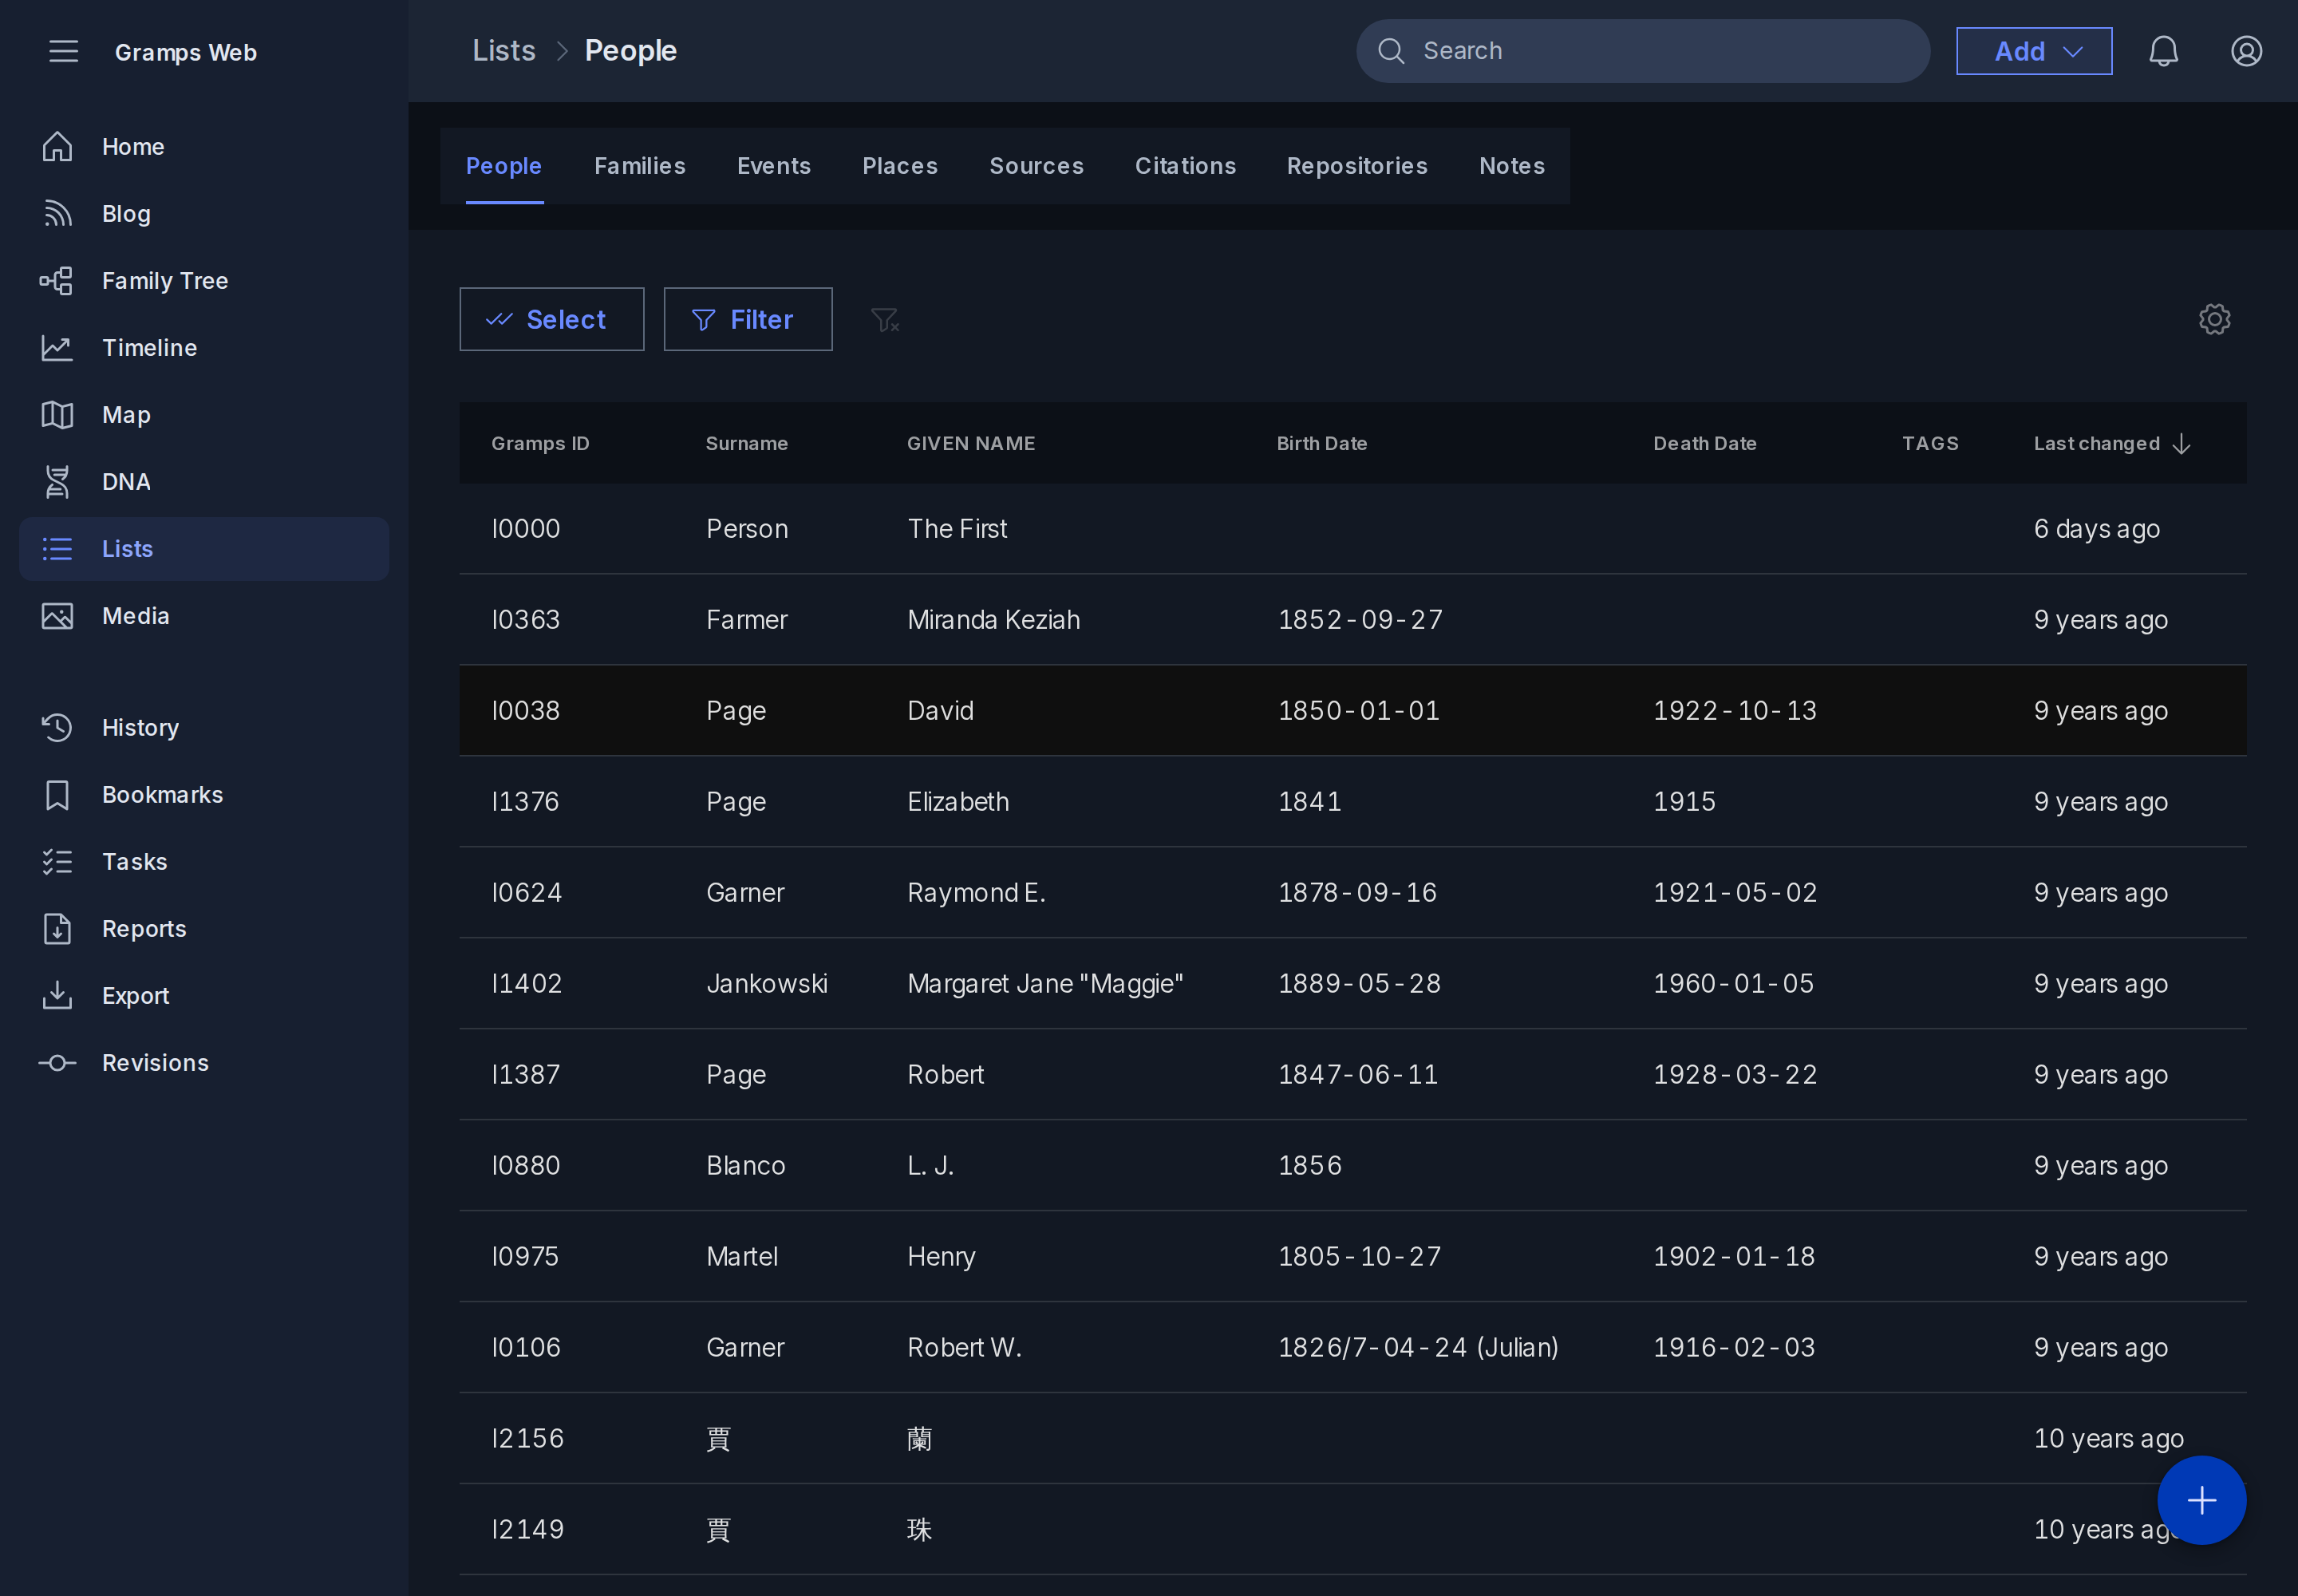 Gramps Web
Lists People
Search
Add
Home
Blog
Family Tree
Timeline
Map
DNA
Lists
Media
History
Bookmarks
Tasks
Reports
Export
Revisions
People Families Events Places Sources Citations Repositories Notes
Select Filter
Gramps ID Surname GIVEN NAME Birth Date Death Date TAGS Last changed
I0000 Person The First 6 days ago
I0363 Farmer Miranda Keziah 1852-09-27 9 years ago
I0038 Page David 1850-01-01 1922-10-13 9 years ago
I1376 Page Elizabeth 1841 1915 9 years ago
I0624 Garner Raymond E. 1878-09-16 1921-05-02 9 years ago
I1402 Jankowski Margaret Jane "Maggie" 1889-05-28 1960-01-05 9 years ago
I1387 Page Robert 1847-06-11 1928-03-22 9 years ago
I0880 Blanco L. J. 1856 9 years ago
I0975 Martel Henry 1805-10-27 1902-01-18 9 years ago
I0106 Garner Robert W. 1826/7-04-24 (Julian) 1916-02-03 9 years ago
I2156 賈 蘭 10 years ago
I2149 賈 珠 10 years ago